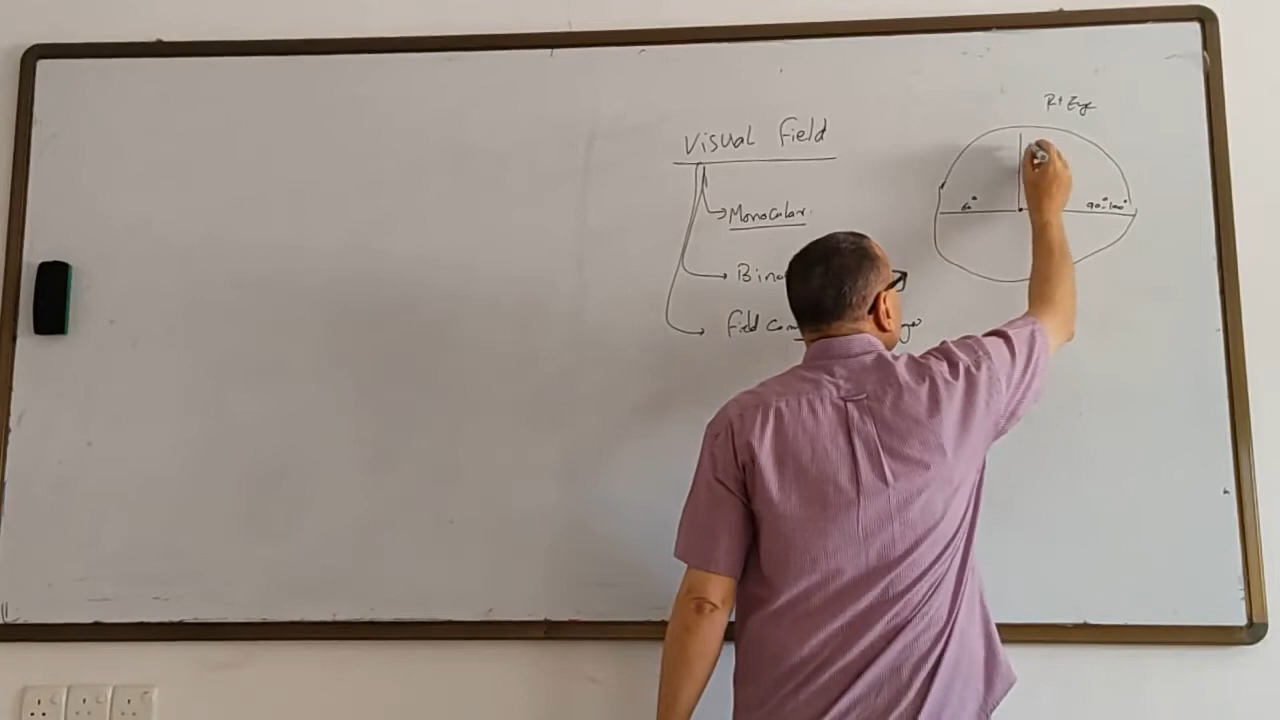 Rt Eye
Visual Field
60° 90°-100°
Monocular.
Bino
Field